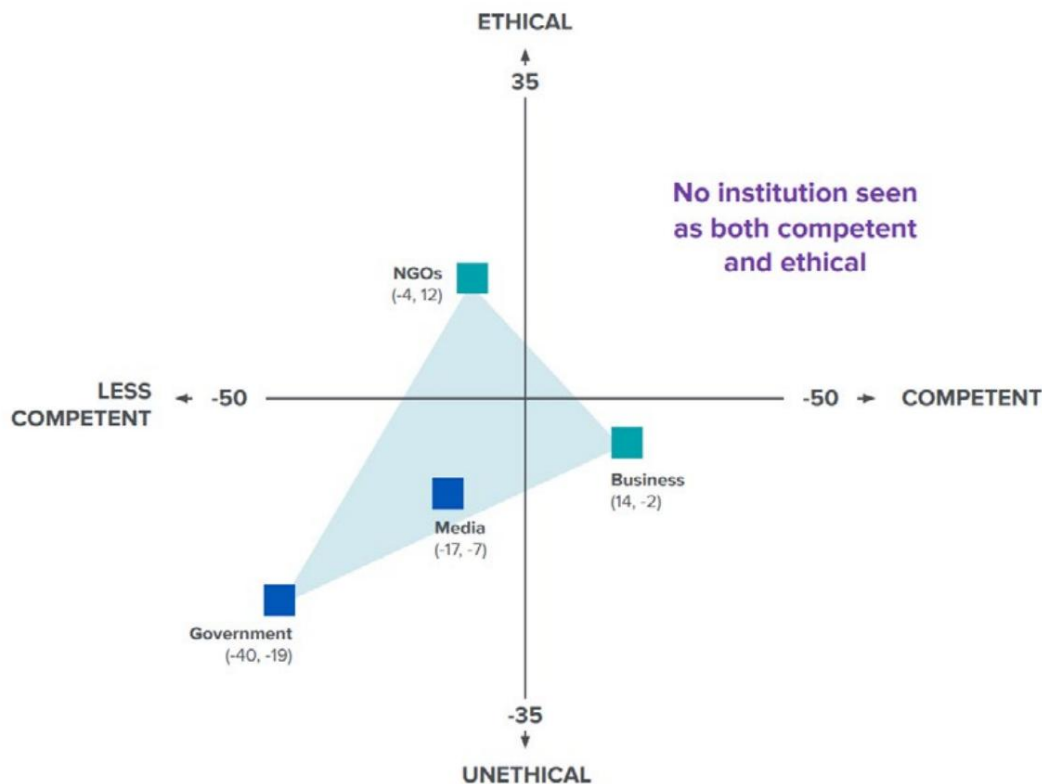 ETHICAL
35
No institution seen
as both competent
and ethical
NGOs
(-4, 12)
LESS
COMPETENT
-50
-50
COMPETENT
Business
(14, -2)
Media
(-17, -7)
Government
(-40, -19)
-35
UNETHICAL